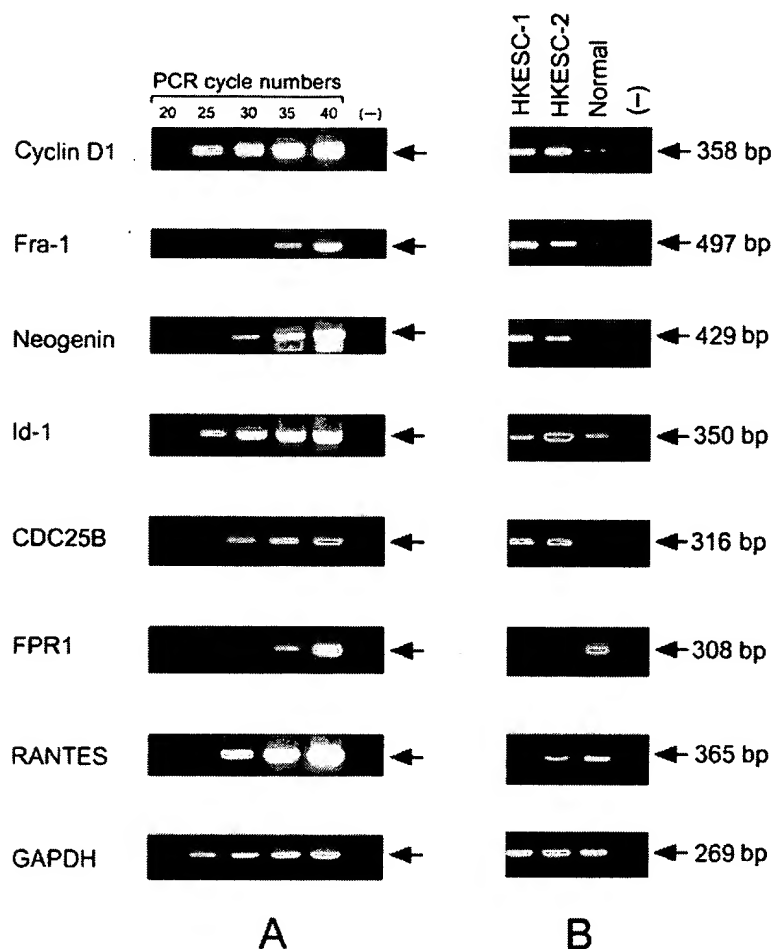 PCR cycle numbers
20 25 30 35 40 (–)
HKESC-1
HKESC-2
Normal
(–)
Cyclin D1
358 bp
Fra-1
497 bp
Neogenin
429 bp
Id-1
350 bp
CDC25B
316 bp
FPR1
308 bp
RANTES
365 bp
GAPDH
269 bp
A
B